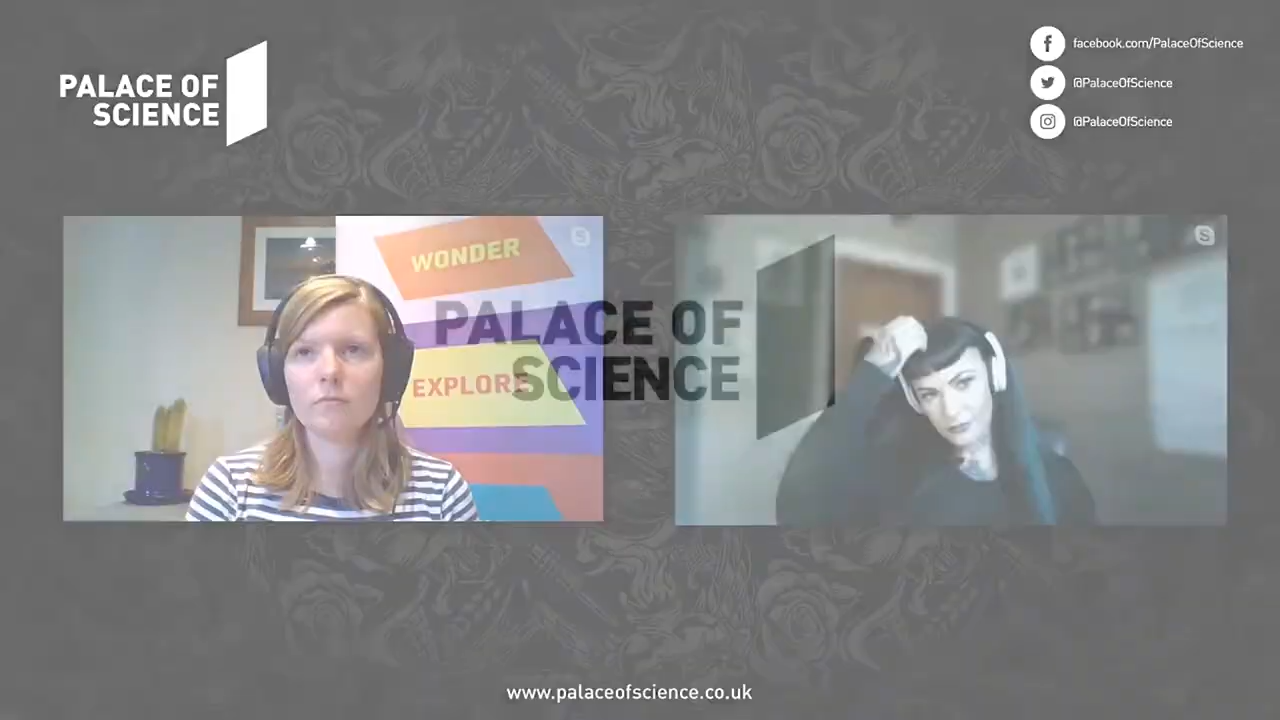 PALACE OF
SCIENCE
facebook.com/PalaceOfScience
@PalaceOfScience
@PalaceOfScience
WONDER
EXPLORE
PALACE OF
SCIENCE
www.palaceofscience.co.uk